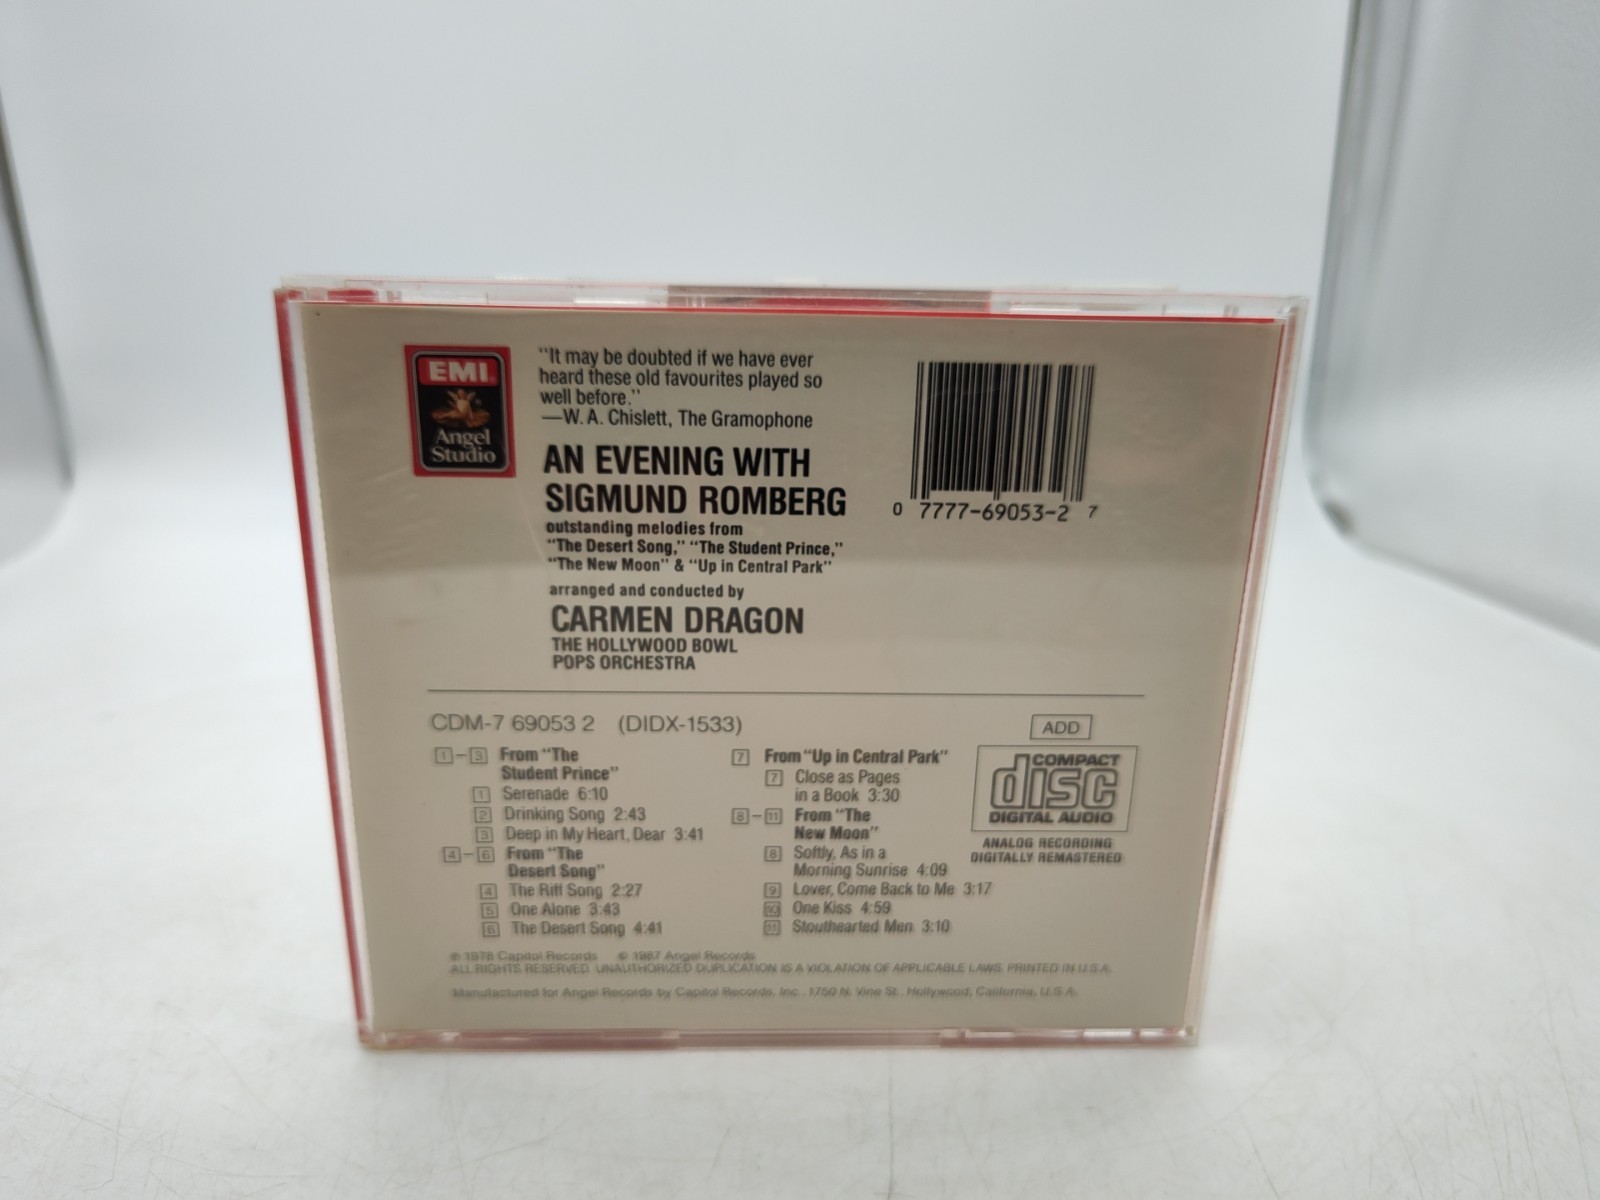 EMI
Angel
Studio
"It may be doubted if we have ever
heard these old favourites played so
well before."
—W. A. Chislett, The Gramophone
AN EVENING WITH
SIGMUND ROMBERG
outstanding melodies from
"The Desert Song," "The Student Prince,"
"The New Moon" & "Up in Central Park"
arranged and conducted by
CARMEN DRAGON
THE HOLLYWOOD BOWL
POPS ORCHESTRA
0 7777-69053-2 7
CDM-7 69053 2 (DIDX-1533)
1 – 3 From "The
Student Prince"
1 Serenade 6:10
2 Drinking Song 2:43
3 Deep in My Heart, Dear 3:41
4 – 6 From "The
Desert Song"
4 The Riff Song 2:27
5 One Alone 3:43
6 The Desert Song 4:41
7 From "Up in Central Park"
7 Close as Pages
in a Book 3:30
8 – 11 From "The
New Moon"
8 Softly, As in a
Morning Sunrise 4:09
9 Lover, Come Back to Me 3:17
10 One Kiss 4:59
11 Stouthearted Men 3:10
ADD
COMPACT
disc
DIGITAL AUDIO
ANALOG RECORDING
DIGITALLY REMASTERED
℗ 1978 Capitol Records © 1987 Angel Records
ALL RIGHTS RESERVED. UNAUTHORIZED DUPLICATION IS A VIOLATION OF APPLICABLE LAWS. PRINTED IN U.S.A.
Manufactured for Angel Records by Capitol Records, Inc., 1750 N. Vine St., Hollywood, California, U.S.A.